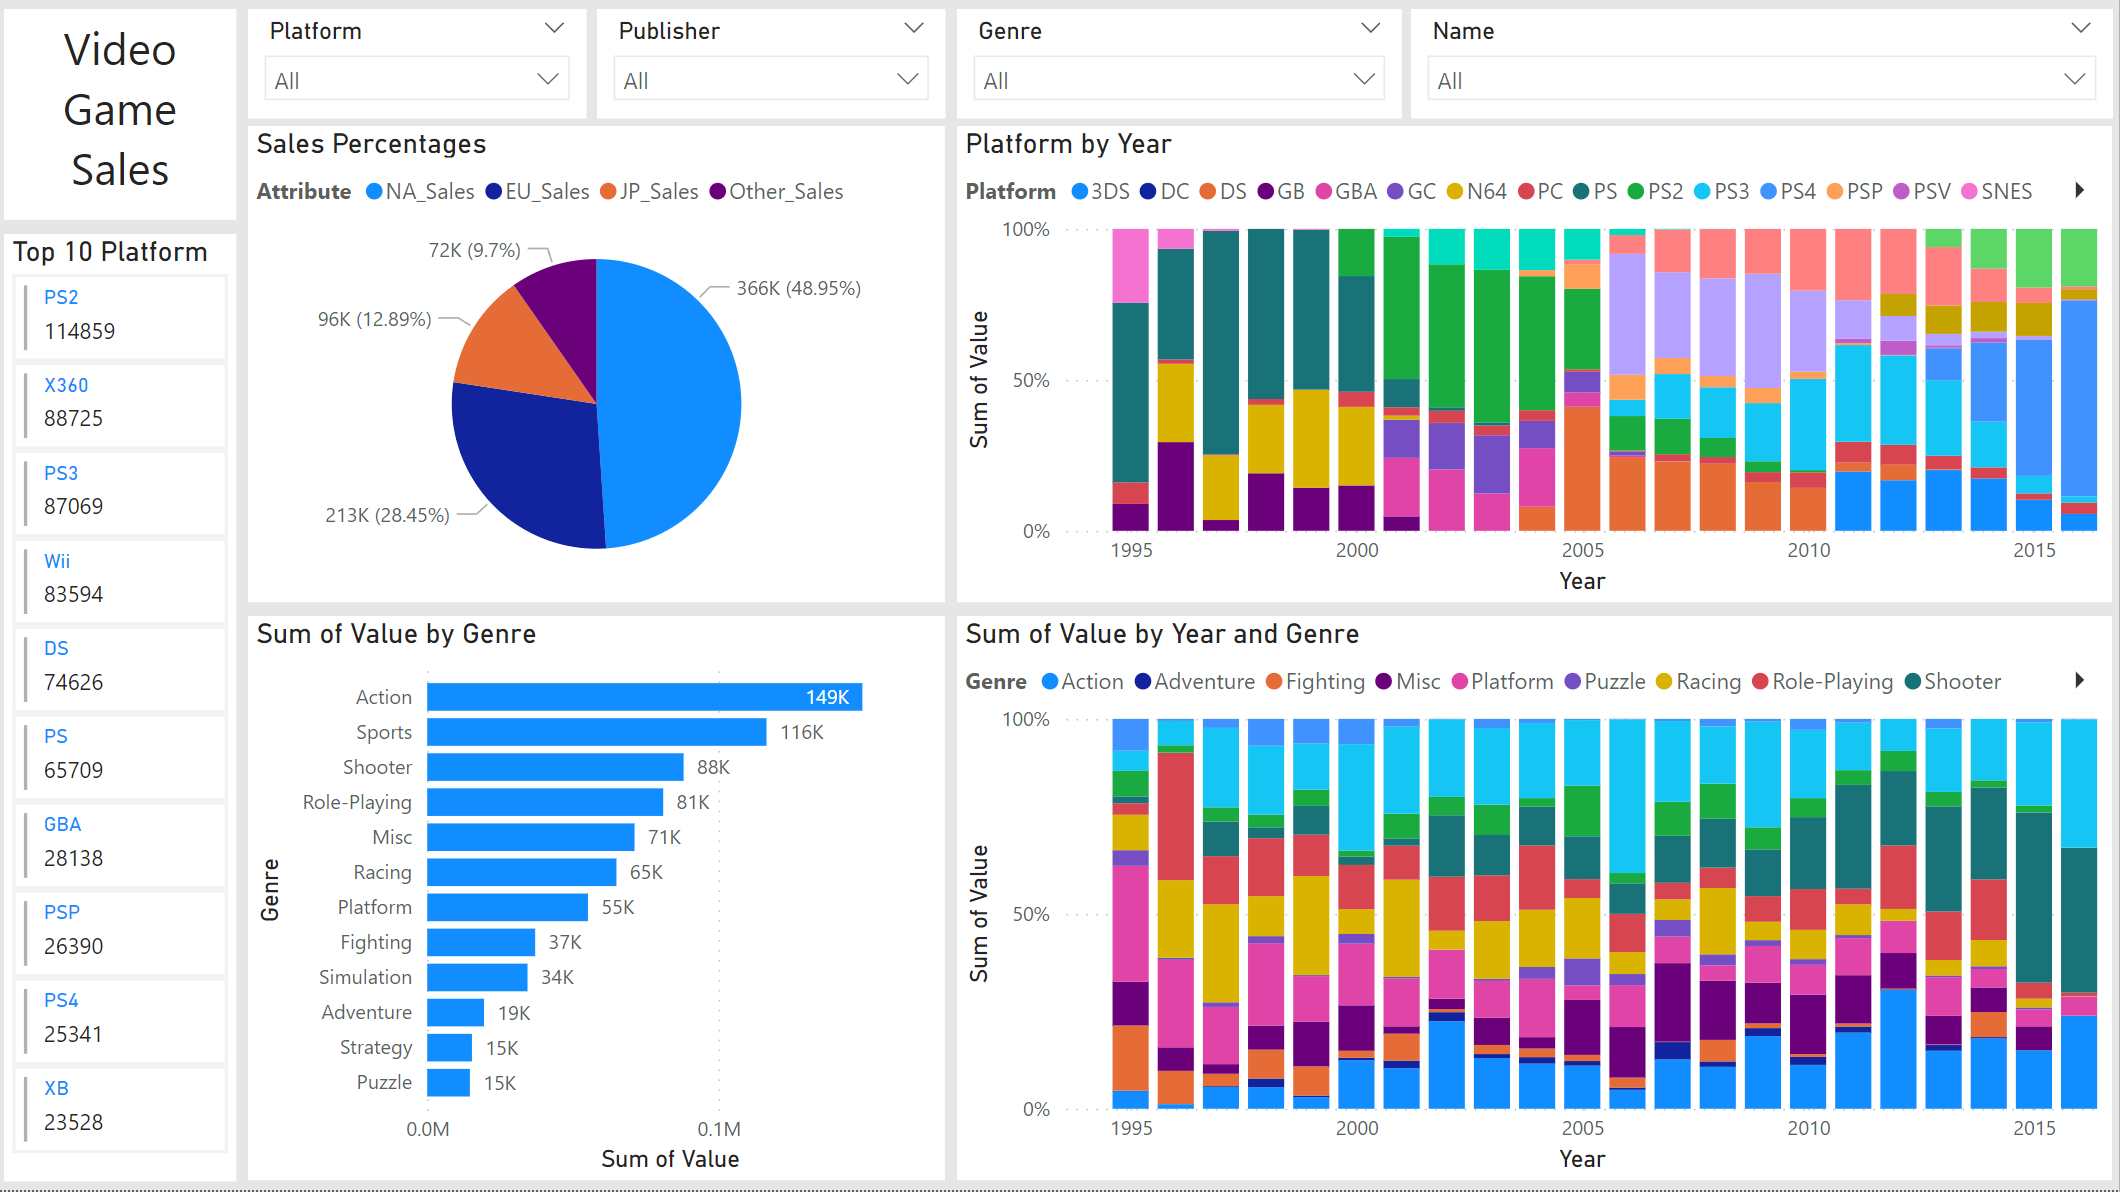 Video
Game
Sales
Platform
All
Publisher
All
Genre
All
Name
All
Top 10 Platform
PS2
114859
X360
88725
PS3
87069
Wii
83594
DS
74626
PS
65709
GBA
28138
PSP
26390
PS4
25341
XB
23528
Sales Percentages
Attribute NA_Sales EU_Sales JP_Sales Other_Sales
72K (9.7%)
366K (48.95%)
96K (12.89%)
213K (28.45%)
Platform by Year
Platform 3DS DC DS GB GBA GC N64 PC PS PS2 PS3 PS4 PSP PSV SNES
100%
50%
0%
Sum of Value
1995 2000 2005 2010 2015
Year
Sum of Value by Genre
Genre
Action 149K
Sports 116K
Shooter 88K
Role-Playing 81K
Misc 71K
Racing 65K
Platform 55K
Fighting 37K
Simulation 34K
Adventure 19K
Strategy 15K
Puzzle 15K
0.0M 0.1M
Sum of Value
Sum of Value by Year and Genre
Genre Action Adventure Fighting Misc Platform Puzzle Racing Role-Playing Shooter
100%
50%
0%
Sum of Value
1995 2000 2005 2010 2015
Year